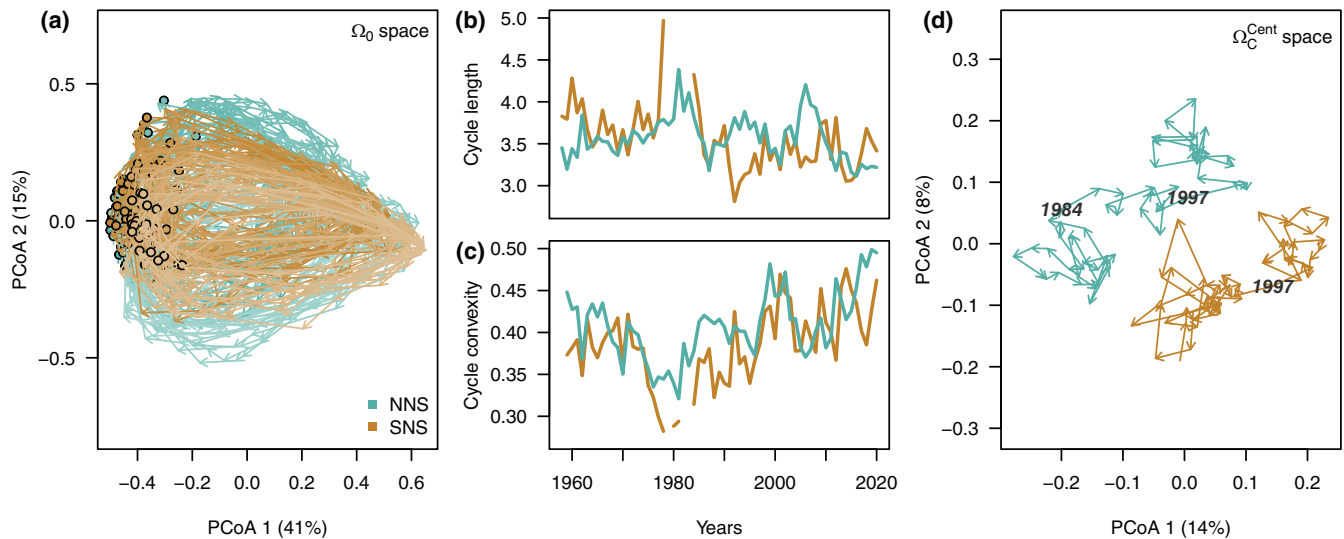 (a)
Ω0 space
PCoA 2 (15%)
0.5
0.0
−0.5
NNS
SNS
−0.4
−0.2
0.0
0.2
0.4
0.6
PCoA 1 (41%)
(b)
Cycle length
5.0
4.5
4.0
3.5
3.0
(c)
Cycle convexity
0.50
0.45
0.40
0.35
0.30
1960
1980
2000
2020
Years
(d)
Ω_C^Cent space
PCoA 2 (8%)
0.3
0.2
0.1
0.0
−0.1
−0.2
−0.3
1984
1997
1997
−0.2
−0.1
0.0
0.1
0.2
PCoA 1 (14%)